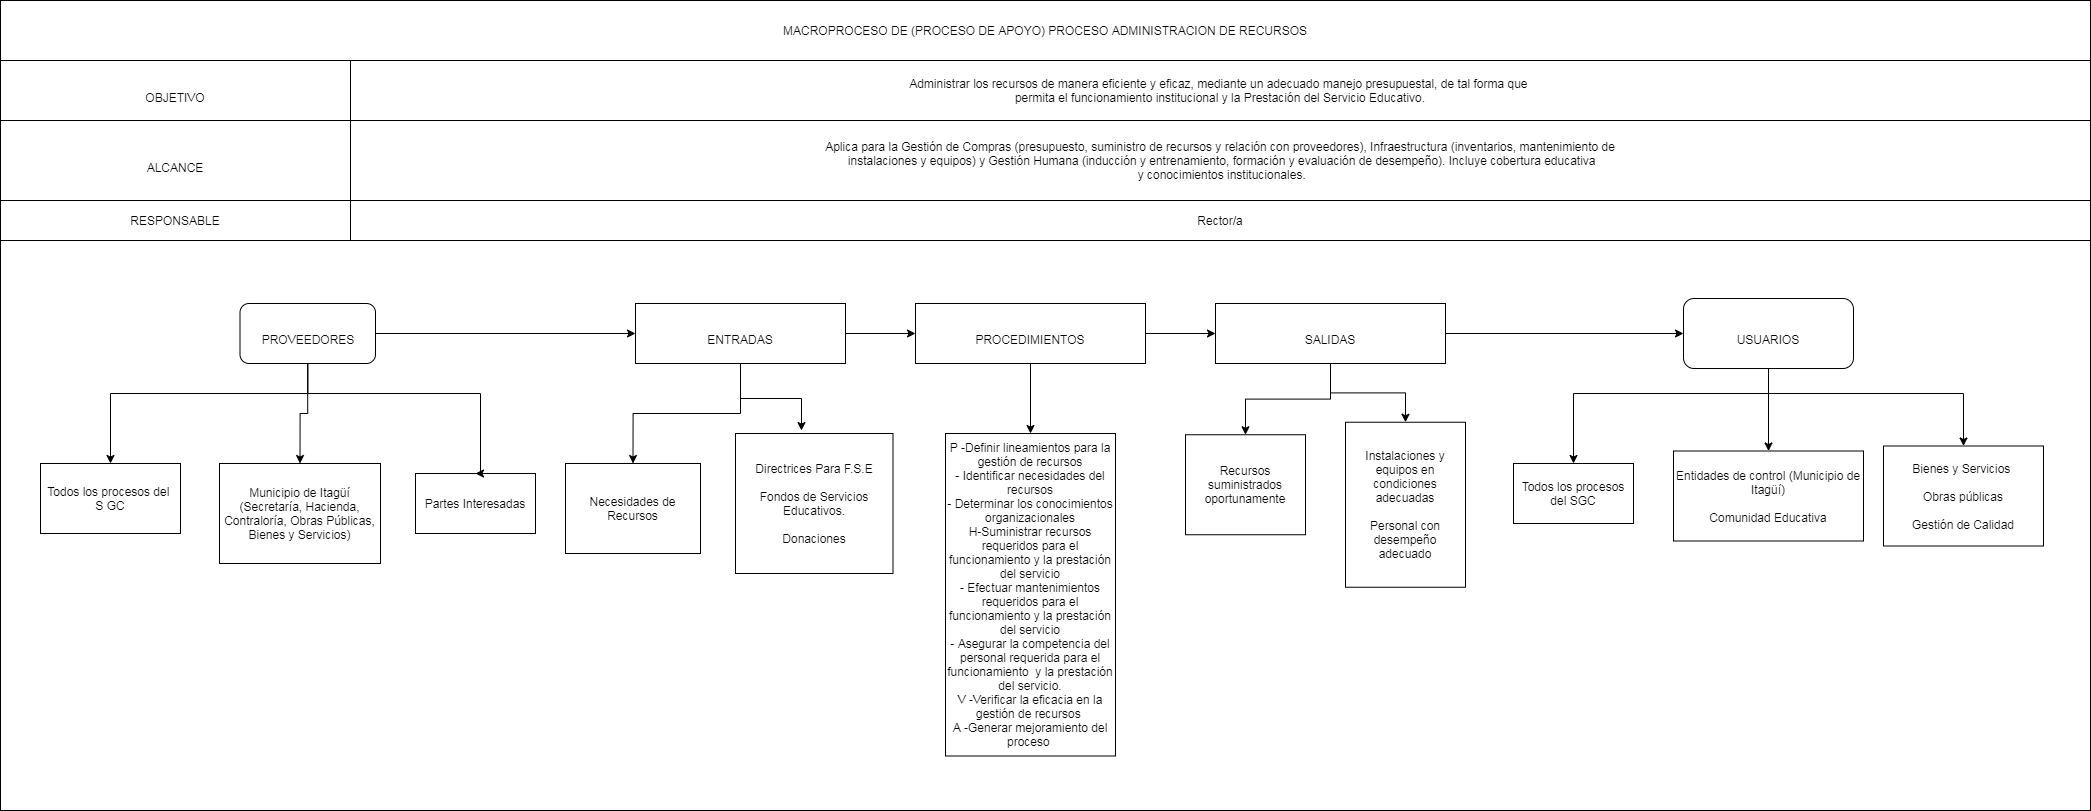 MACROPROCESO DE (PROCESO DE APOYO) PROCESO ADMINISTRACION DE RECURSOS
OBJETIVO
Administrar los recursos de manera eficiente y eficaz, mediante un adecuado manejo presupuestal, de tal forma que
permita el funcionamiento institucional y la Prestación del Servicio Educativo.
ALCANCE
Aplica para la Gestión de Compras (presupuesto, suministro de recursos y relación con proveedores), Infraestructura (inventarios, mantenimiento de
instalaciones y equipos) y Gestión Humana (inducción y entrenamiento, formación y evaluación de desempeño). Incluye cobertura educativa
y conocimientos institucionales.
RESPONSABLE
Rector/a
PROVEEDORES
ENTRADAS
PROCEDIMIENTOS
SALIDAS
USUARIOS
Todos los procesos del
S GC
Municipio de Itagüí
(Secretaría, Hacienda,
Contraloría, Obras Públicas,
Bienes y Servicios)
Partes Interesadas
Necesidades de
Recursos
Directrices Para F.S.E
Fondos de Servicios
Educativos.
Donaciones
P -Definir lineamientos para la
gestión de recursos
- Identificar necesidades del
recursos
- Determinar los conocimientos
organizacionales
H-Suministrar recursos
requeridos para el
funcionamiento y la prestación
del servicio
- Efectuar mantenimientos
requeridos para el
funcionamiento y la prestación
del servicio
- Asegurar la competencia del
personal requerida para el
funcionamiento  y la prestación
del servicio.
V -Verificar la eficacia en la
gestión de recursos
A -Generar mejoramiento del
proceso
Recursos
suministrados
oportunamente
Instalaciones y
equipos en
condiciones
adecuadas
Personal con
desempeño
adecuado
Todos los procesos
del SGC
Entidades de control (Municipio de
Itagüí)
Comunidad Educativa
Bienes y Servicios
Obras públicas
Gestión de Calidad